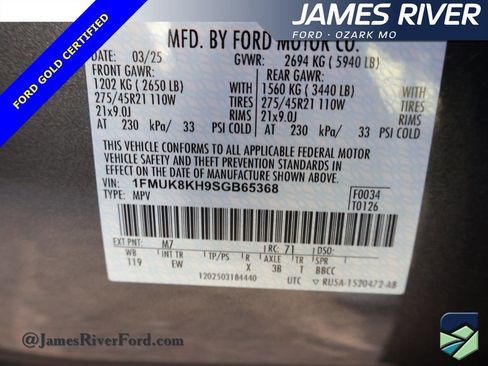 JAMES RIVER
FORD · OZARK MO
FORD GOLD CERTIFIED
MFD. BY FORD MOTOR CO.
DATE: 03/25 GVWR: 2694 KG ( 5940 LB)
FRONT GAWR: REAR GAWR:
1202 KG ( 2650 LB) 1560 KG ( 3440 LB)
275/45R21 110W TIRES 275/45R21 110W TIRES
21x9.0J RIMS 21x9.0J RIMS
AT 230 kPa/ 33 PSI COLD AT 230 kPa/ 33 PSI COLD
THIS VEHICLE CONFORMS TO ALL APPLICABLE FEDERAL MOTOR
VEHICLE SAFETY AND THEFT PREVENTION STANDARDS IN
EFFECT ON THE DATE OF MANUFACTURE SHOWN ABOVE.
VIN: 1FMUK8KH9SGB65368
TYPE: MPV
F0034
T0126
EXT PNT: M7 RC: 71 DSO:
WB INT TR TP/PS R AXLE TR SPR
119 EW X 3B T BBCC
1202503184440 UTC RU5A-1520472-AB
@JamesRiverFord.com